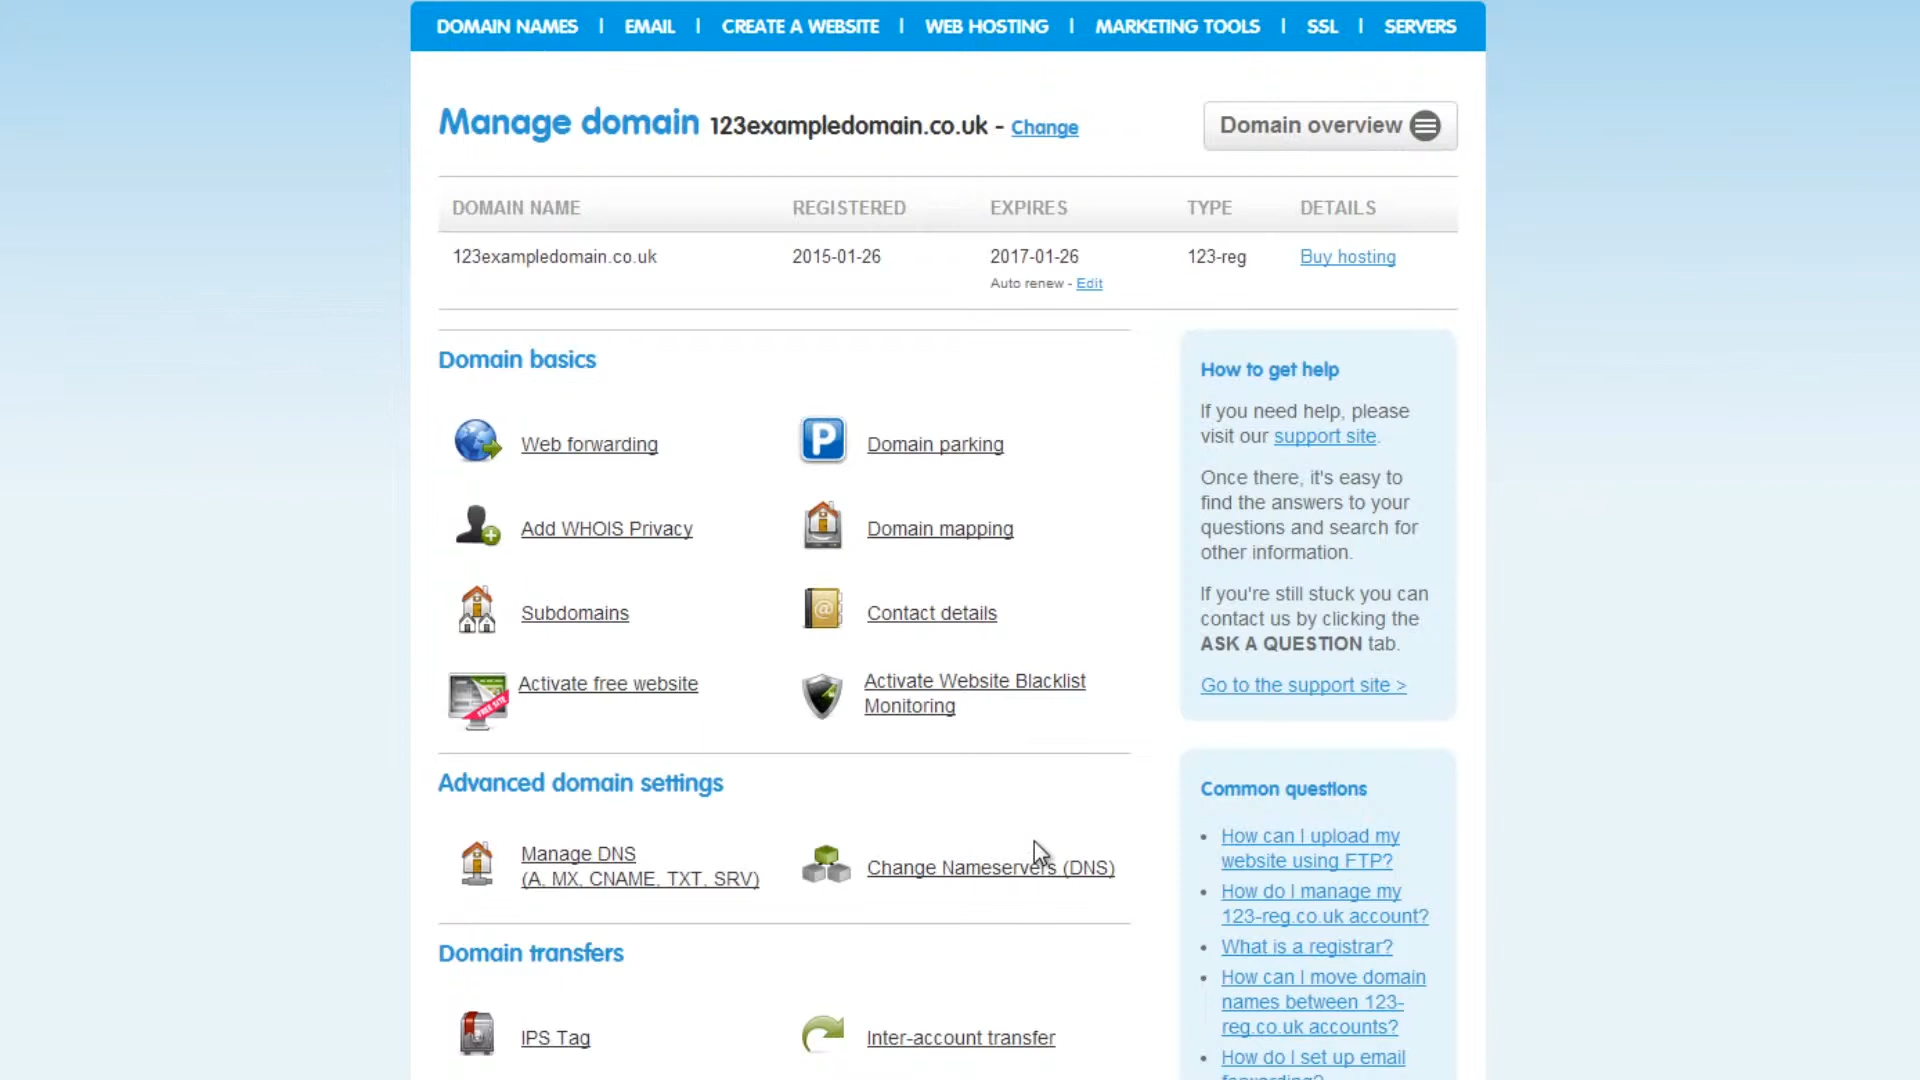 DOMAIN NAMES | EMAIL | CREATE A WEBSITE | WEB HOSTING | MARKETING TOOLS | SSL | SERVERS
Manage domain 123exampledomain.co.uk - Change
Domain overview
DOMAIN NAME REGISTERED EXPIRES TYPE DETAILS
123exampledomain.co.uk 2015-01-26 2017-01-26 123-reg Buy hosting
Auto renew - Edit
Domain basics
Web forwarding
P
Domain parking
Add WHOIS Privacy
Domain mapping
Subdomains
@
Contact details
FREE SITE
Activate free website
Activate Website Blacklist
Monitoring
Advanced domain settings
Manage DNS
(A, MX, CNAME, TXT, SRV)
Change Nameservers (DNS)
Domain transfers
IPS Tag
Inter-account transfer
How to get help
If you need help, please
visit our support site.
Once there, it's easy to
find the answers to your
questions and search for
other information.
If you're still stuck you can
contact us by clicking the
ASK A QUESTION tab.
Go to the support site >
Common questions
• How can I upload my
website using FTP?
• How do I manage my
123-reg.co.uk account?
• What is a registrar?
• How can I move domain
names between 123-
reg.co.uk accounts?
• How do I set up email
forwarding?